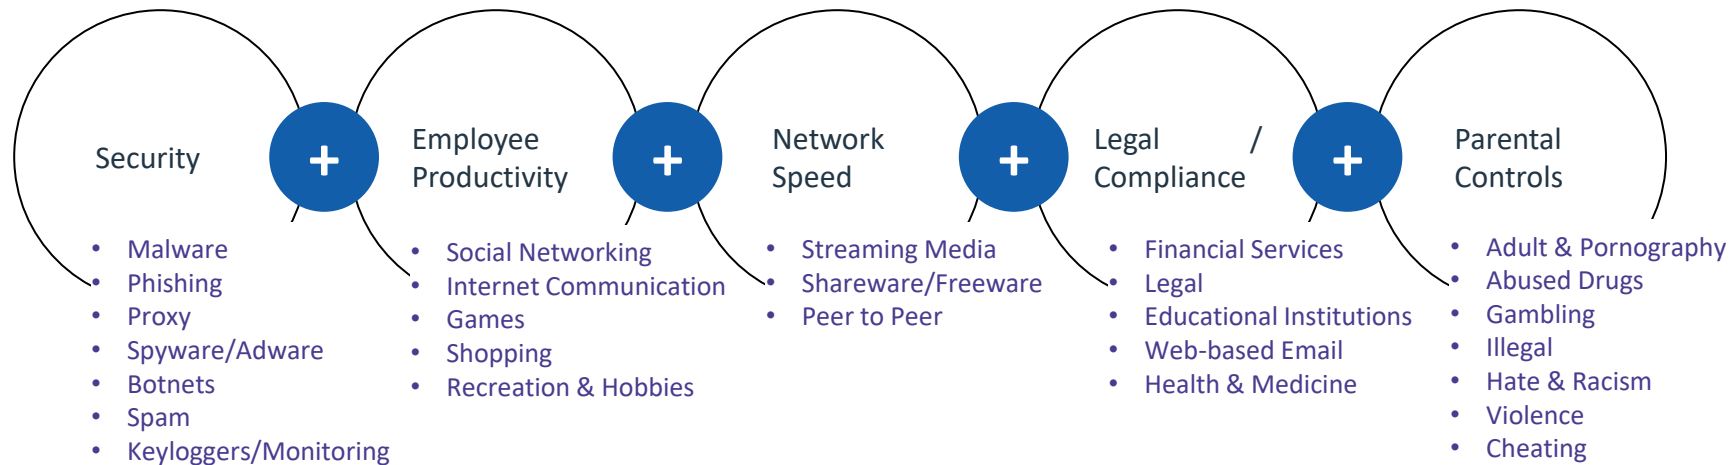 Security
+
Employee
Productivity
+
Network
Speed
+
Legal /
Compliance
+
Parental
Controls
• Malware
• Phishing
• Proxy
• Spyware/Adware
• Botnets
• Spam
• Keyloggers/Monitoring
• Social Networking
• Internet Communication
• Games
• Shopping
• Recreation & Hobbies
• Streaming Media
• Shareware/Freeware
• Peer to Peer
• Financial Services
• Legal
• Educational Institutions
• Web-based Email
• Health & Medicine
• Adult & Pornography
• Abused Drugs
• Gambling
• Illegal
• Hate & Racism
• Violence
• Cheating